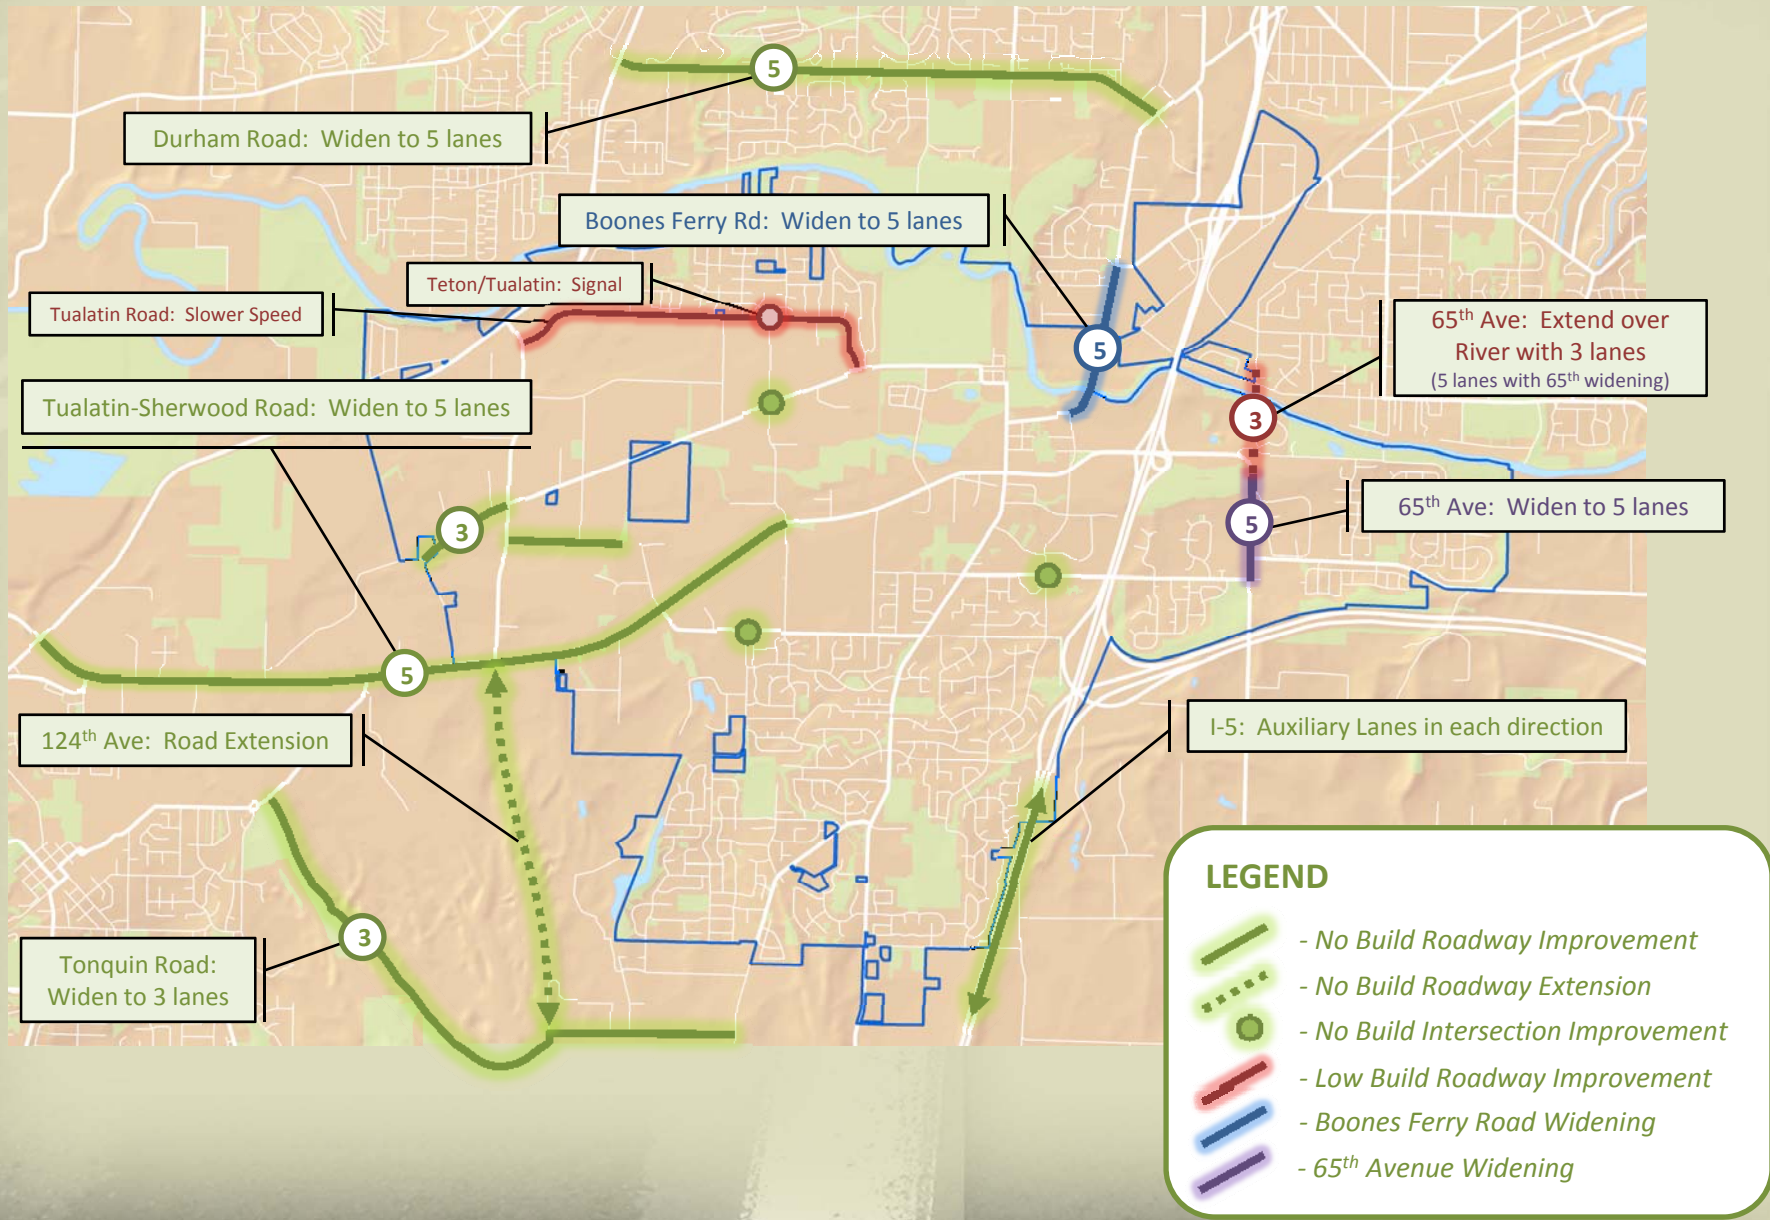 5
Durham Road: Widen to 5 lanes
Boones Ferry Rd: Widen to 5 lanes
Teton/Tualatin: Signal
Tualatin Road: Slower Speed
65th Ave: Extend over
River with 3 lanes
(5 lanes with 65th widening)
5
Tualatin-Sherwood Road: Widen to 5 lanes
3
65th Ave: Widen to 5 lanes
5
3
5
124th Ave: Road Extension
I-5: Auxiliary Lanes in each direction
3
Tonquin Road:
Widen to 3 lanes
LEGEND
- No Build Roadway Improvement
- No Build Roadway Extension
- No Build Intersection Improvement
- Low Build Roadway Improvement
- Boones Ferry Road Widening
- 65th Avenue Widening